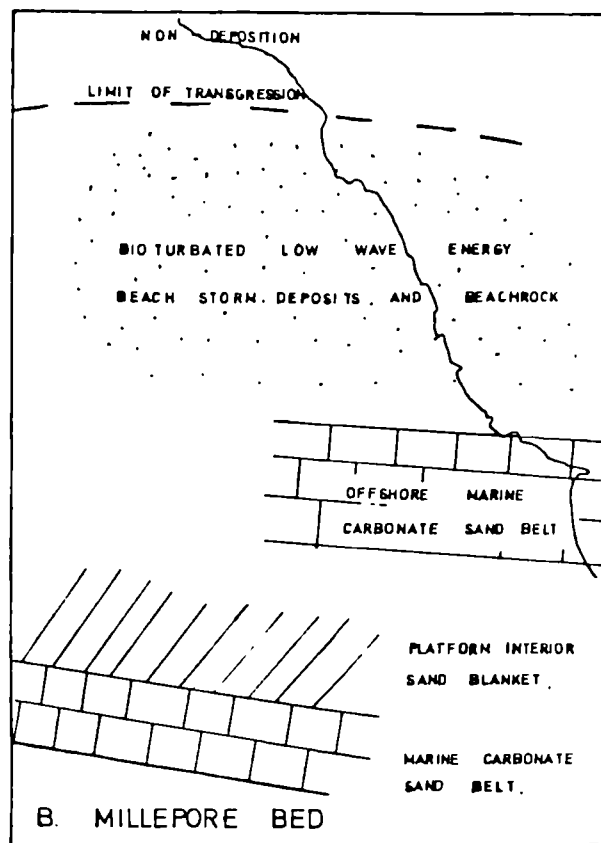 NON DEPOSITION
LIMIT OF TRANSGRESSION
BIOTURBATED LOW WAVE ENERGY
BEACH STORM. DEPOSITS. AND BEACHROCK
OFFSHORE MARINE
CARBONATE SAND BELT
PLATFORM INTERIOR
SAND BLANKET.
MARINE CARBONATE
SAND BELT.
B. MILLEPORE BED